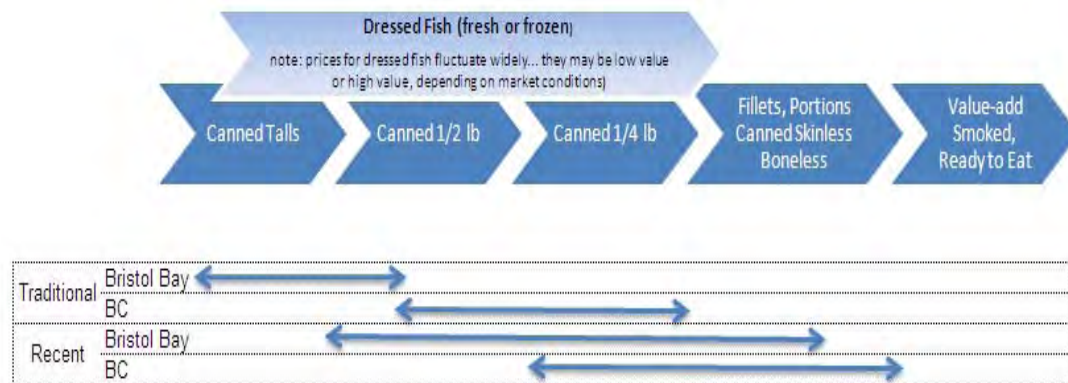 Dressed Fish (fresh or frozen)
note: prices for dressed fish fluctuate widely... they may be low value
or high value, depending on market conditions)
Canned Talls
Canned 1/2 lb
Canned 1/4 lb
Fillets, Portions
Canned Skinless
Boneless
Value-add
Smoked,
Ready to Eat
Traditional
Bristol Bay
BC
Recent
Bristol Bay
BC